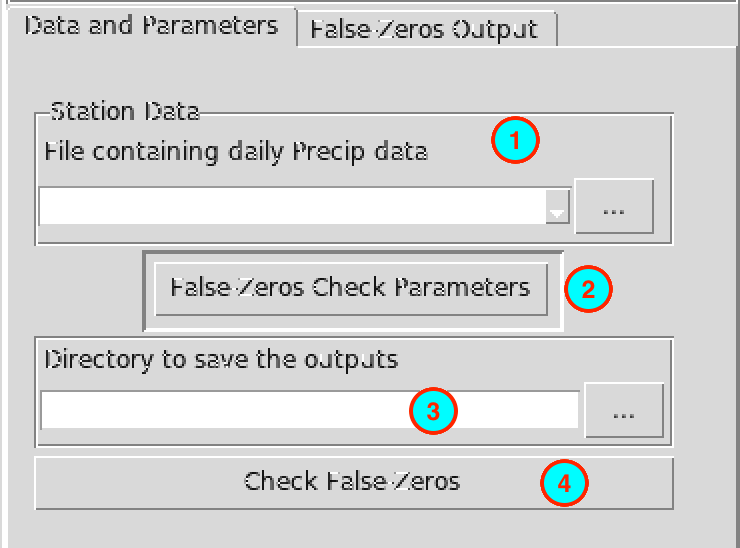 Data and Parameters
False-Zeros Output
Station Data
1
File containing daily Precip data
...
False-Zeros Check Parameters
2
Directory to save the outputs
3
...
Check False-Zeros
4